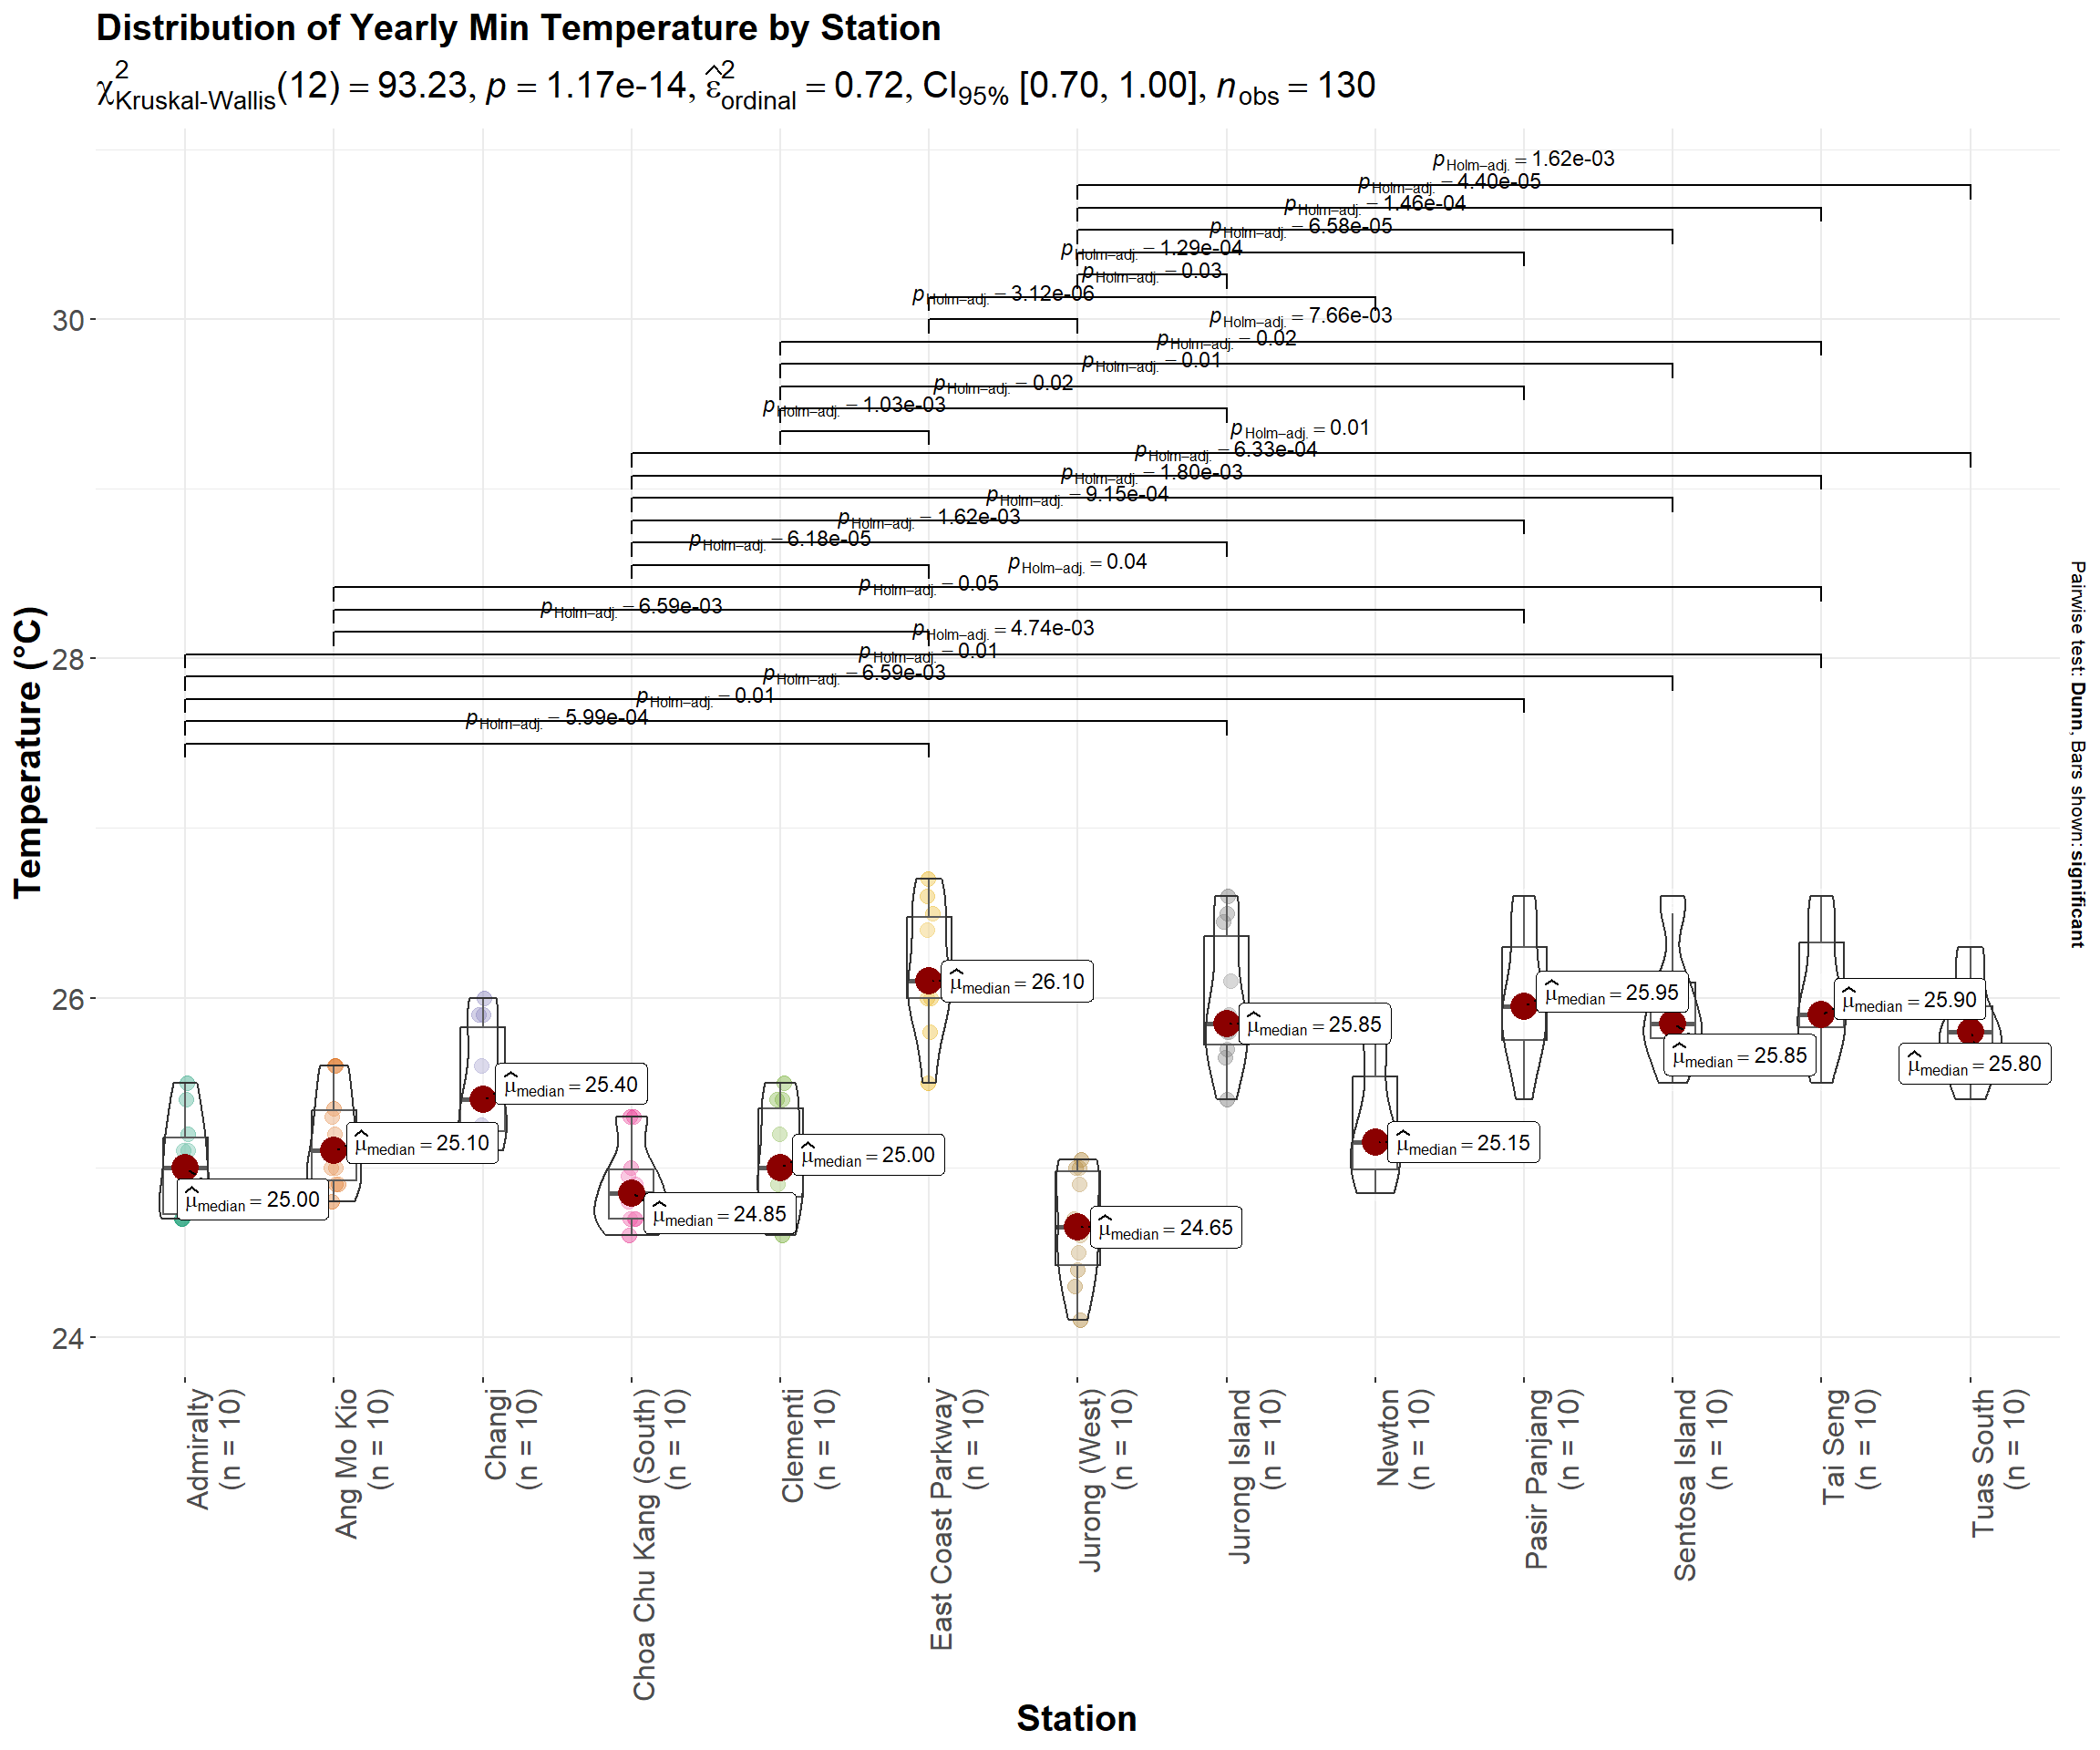 Distribution of Yearly Min Temperature by Station
χ²Kruskal-Wallis(12) = 93.23, p = 1.17e-14, ε̂²ordinal = 0.72, CI95% [0.70, 1.00], nobs = 130
pHolm–adj. = 1.62e-03
pHolm–adj. = 4.40e-05
pHolm–adj. = 1.46e-04
pHolm–adj. = 6.58e-05
pHolm–adj. = 1.29e-04
pHolm–adj. = 0.03
pHolm–adj. = 3.12e-06
pHolm–adj. = 7.66e-03
pHolm–adj. = 0.02
pHolm–adj. = 0.01
pHolm–adj. = 0.02
pHolm–adj. = 1.03e-03
pHolm–adj. = 0.01
pHolm–adj. = 6.33e-04
pHolm–adj. = 1.80e-03
pHolm–adj. = 9.15e-04
pHolm–adj. = 1.62e-03
pHolm–adj. = 6.18e-05
pHolm–adj. = 0.04
pHolm–adj. = 0.05
pHolm–adj. = 6.59e-03
pHolm–adj. = 4.74e-03
pHolm–adj. = 0.01
pHolm–adj. = 6.59e-03
pHolm–adj. = 0.01
pHolm–adj. = 5.99e-04
30
28
26
24
Temperature (°C)
μ̂median = 25.00
μ̂median = 25.10
μ̂median = 25.40
μ̂median = 24.85
μ̂median = 25.00
μ̂median = 26.10
μ̂median = 24.65
μ̂median = 25.85
μ̂median = 25.15
μ̂median = 25.95
μ̂median = 25.85
μ̂median = 25.90
μ̂median = 25.80
Pairwise test: Dunn, Bars shown: significant
Admiralty
(n = 10)
Ang Mo Kio
(n = 10)
Changi
(n = 10)
Choa Chu Kang (South)
(n = 10)
Clementi
(n = 10)
East Coast Parkway
(n = 10)
Jurong (West)
(n = 10)
Jurong Island
(n = 10)
Newton
(n = 10)
Pasir Panjang
(n = 10)
Sentosa Island
(n = 10)
Tai Seng
(n = 10)
Tuas South
(n = 10)
Station